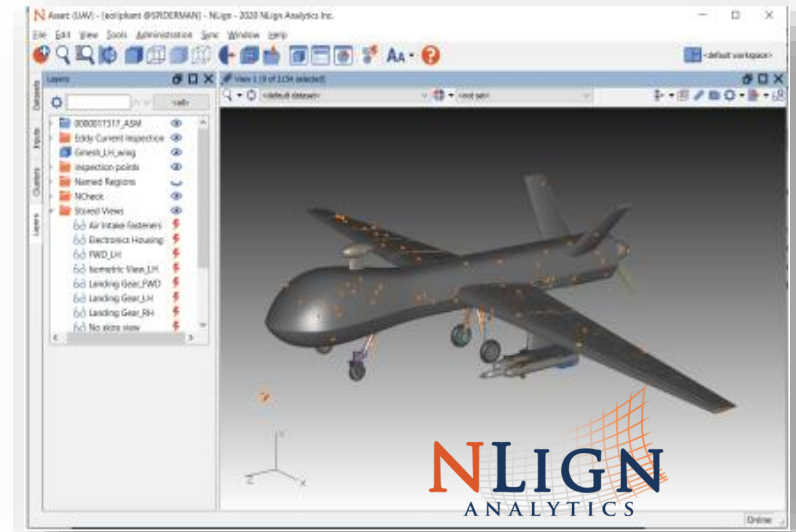 Asset (UAV) - [eoliphant @SPIDERMAN] - NLign - 2020 NLign Analytics Inc.
File Edit View Tools Administration Sync Window Help
AA
<default workspace>
Layers
View 1 [0 of 1154 selected]
<all>
<default dataset>
<not set>
Datasets
Inputs
Clusters
Layers
0000017317_ASM
Eddy Current Inspection
Gmesh_LH_wing
Inspection points
Named Regions
NCheck
Stored Views
Air Intake Fasteners
Electronics Housing
FWD_LH
Isometric View_LH
Landing Gear_FWD
Landing Gear_LH
Landing Gear_RH
No skins view
Y
Z
X
NLIGN
ANALYTICS
Online